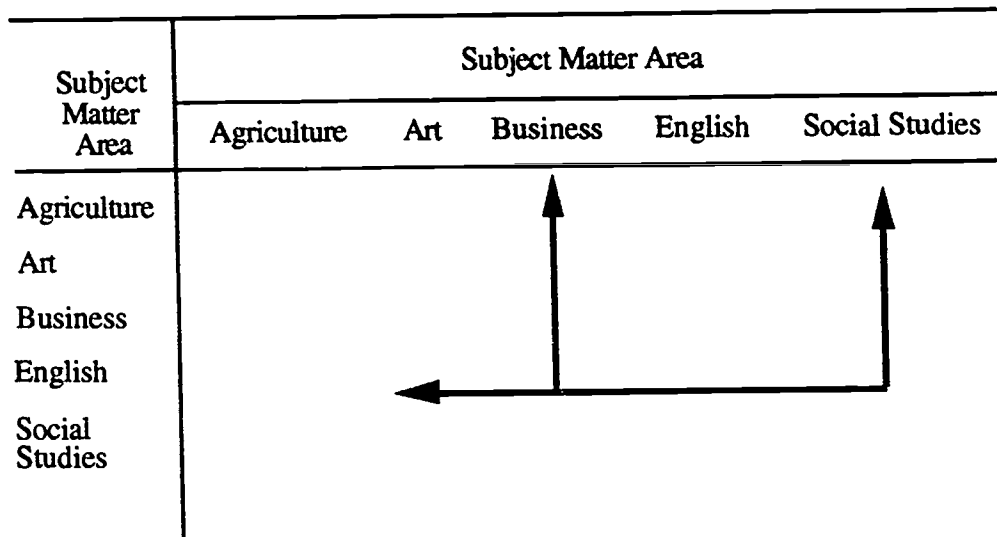 Subject Matter Area
Subject
Matter
Area
Agriculture Art Business English Social Studies
Agriculture
Art
Business
English
Social
Studies